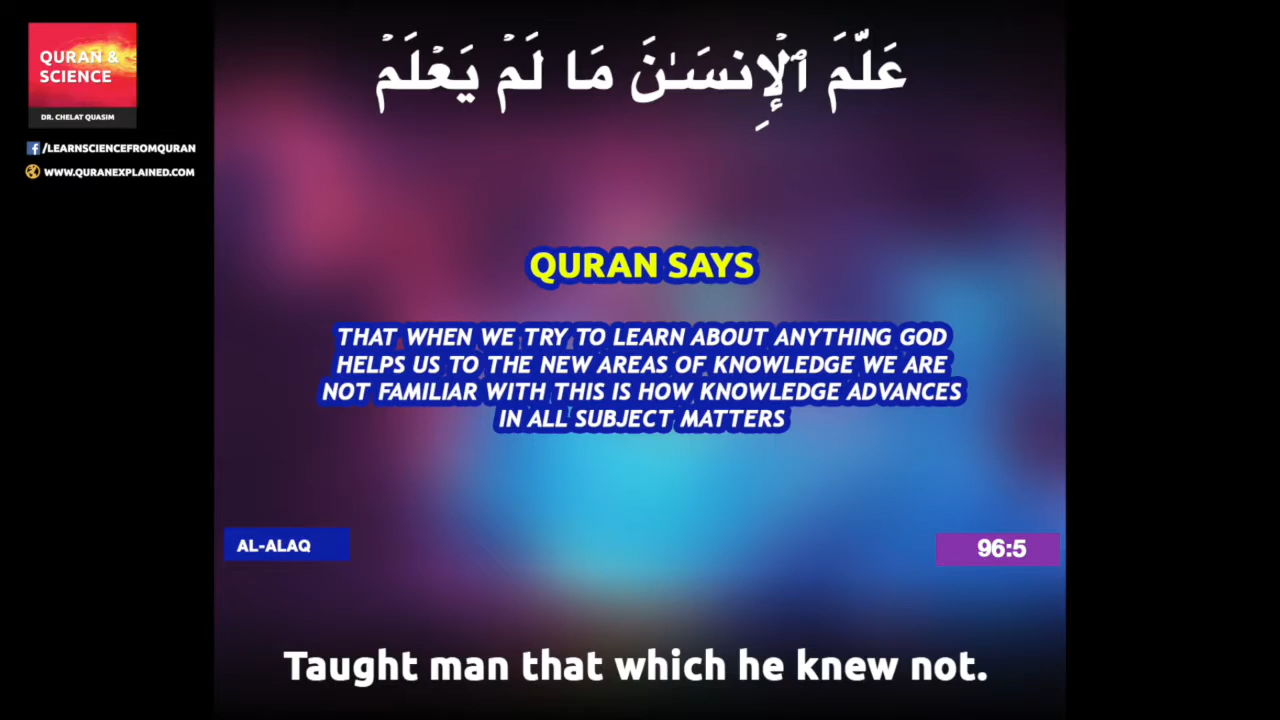 عَلَّمَ ٱلْإِنسَـٰنَ مَا لَمْ يَعْلَمْ
QURAN &
SCIENCE
DR. CHELAT QUASIM
/LEARNSCIENCEFROMQURAN
WWW.QURANEXPLAINED.COM
QURAN SAYS
THAT WHEN WE TRY TO LEARN ABOUT ANYTHING GOD
HELPS US TO THE NEW AREAS OF KNOWLEDGE WE ARE
NOT FAMILIAR WITH THIS IS HOW KNOWLEDGE ADVANCES
IN ALL SUBJECT MATTERS
AL-ALAQ
96:5
Taught man that which he knew not.